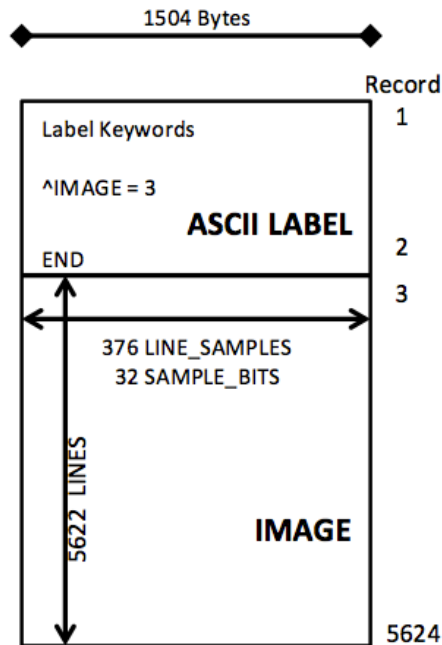 1504 Bytes
Record
1
Label Keywords
^IMAGE = 3
ASCII LABEL
2
END
3
376 LINE_SAMPLES
32 SAMPLE_BITS
5622 LINES
IMAGE
5624